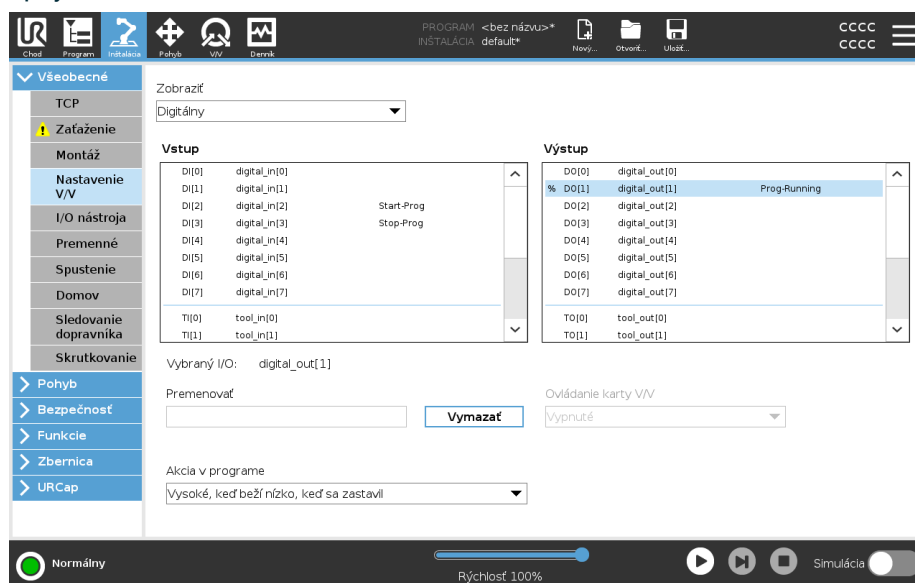 PROGRAM <bez názvu>*
INŠTALÁCIA default*
Chod Program Inštalácia Pohyb V/V Denník Nový... Otvoriť... Uložiť...
CCCC
CCCC
Všeobecné
TCP
Zaťaženie
Montáž
Nastavenie
V/V
I/O nástroja
Premenné
Spustenie
Domov
Sledovanie
dopravníka
Skrutkovanie
Pohyb
Bezpečnosť
Funkcie
Zbernica
URCap
Zobraziť
Digitálny
Vstup
DI[0] digital_in[0]
DI[1] digital_in[1]
DI[2] digital_in[2] Start-Prog
DI[3] digital_in[3] Stop-Prog
DI[4] digital_in[4]
DI[5] digital_in[5]
DI[6] digital_in[6]
DI[7] digital_in[7]
TI[0] tool_in[0]
TI[1] tool_in[1]
Výstup
DO[0] digital_out[0]
% DO[1] digital_out[1] Prog-Running
DO[2] digital_out[2]
DO[3] digital_out[3]
DO[4] digital_out[4]
DO[5] digital_out[5]
DO[6] digital_out[6]
DO[7] digital_out[7]
TO[0] tool_out[0]
TO[1] tool_out[1]
Vybraný I/O: digital_out[1]
Premenovať
Vymazať
Ovládanie karty V/V
Vypnuté
Akcia v programe
Vysoké, keď beží nízko, keď sa zastavil
Normálny
Rýchlosť 100%
Simulácia